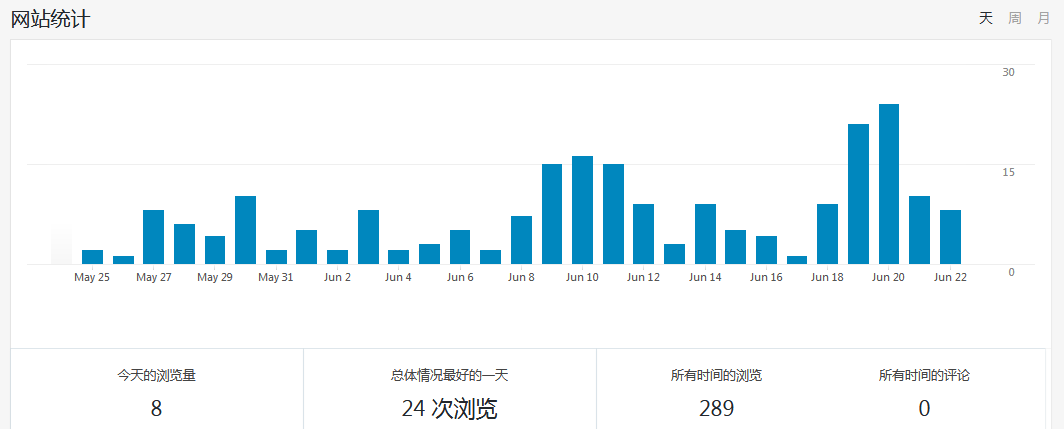 网站统计 天 周 月
30
15
0
May 25 May 27 May 29 May 31 Jun 2 Jun 4 Jun 6 Jun 8 Jun 10 Jun 12 Jun 14 Jun 16 Jun 18 Jun 20 Jun 22
今天的浏览量 总体情况最好的一天 所有时间的浏览 所有时间的评论
8 24 次浏览 289 0